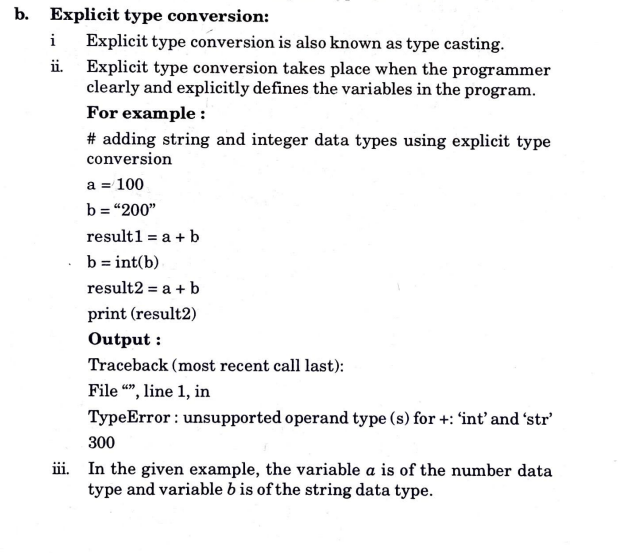 b. Explicit type conversion:
i Explicit type conversion is also known as type casting.
ii. Explicit type conversion takes place when the programmer
clearly and explicitly defines the variables in the program.
For example :
# adding string and integer data types using explicit type
conversion
a = 100
b = “200”
result1 = a + b
b = int(b)
result2 = a + b
print (result2)
Output :
Traceback (most recent call last):
File “”, line 1, in
TypeError : unsupported operand type (s) for +: ‘int’ and ‘str’
300
iii. In the given example, the variable a is of the number data
type and variable b is of the string data type.